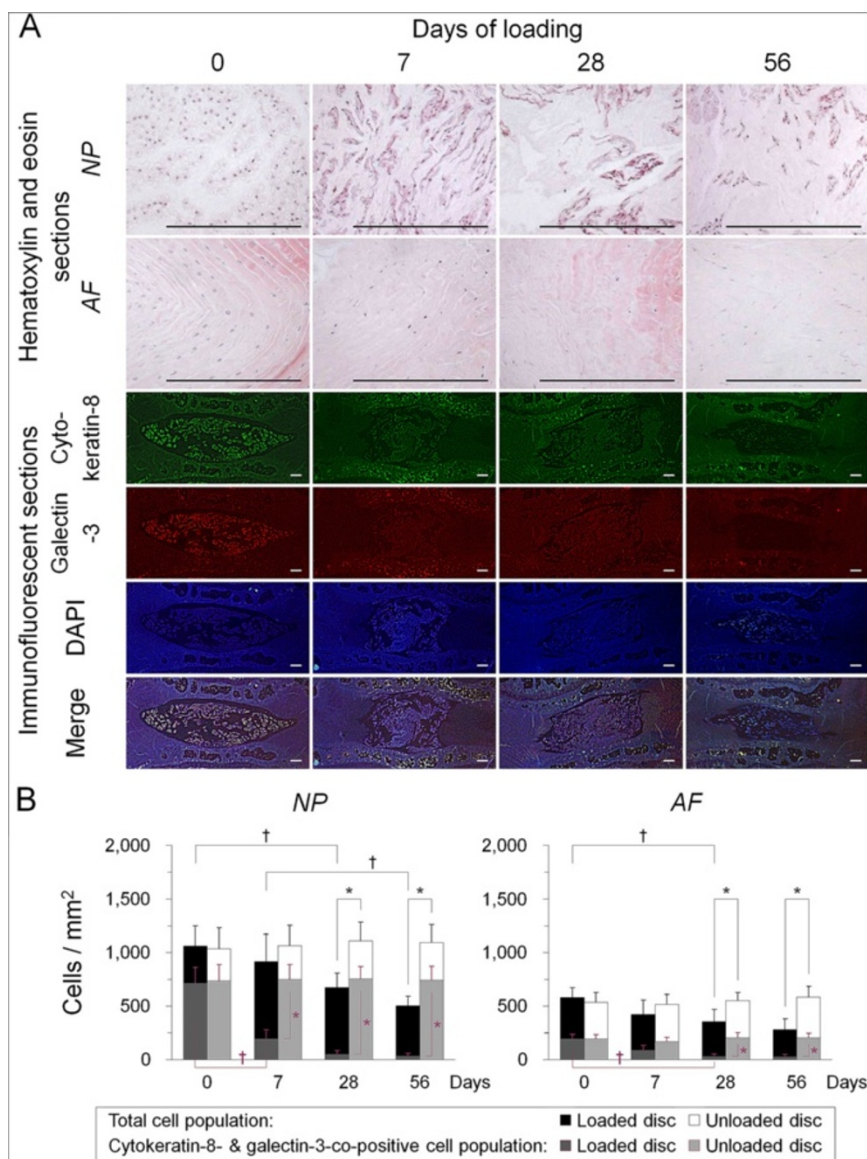 A
Days of loading
0 7 28 56
Hematoxylin and eosin
sections
NP
AF
Immunofluorescent sections
Cyto-
keratin-8
Galectin
-3
DAPI
Merge
B
NP AF
† † †
* * * *
Cells / mm²
2,000 2,000
1,500 1,500
1,000 1,000
500 500
0 0
* * * * *
† †
0 7 28 56 Days 0 7 28 56 Days
Total cell population: Loaded disc Unloaded disc
Cytokeratin-8- & galectin-3-co-positive cell population: Loaded disc Unloaded disc